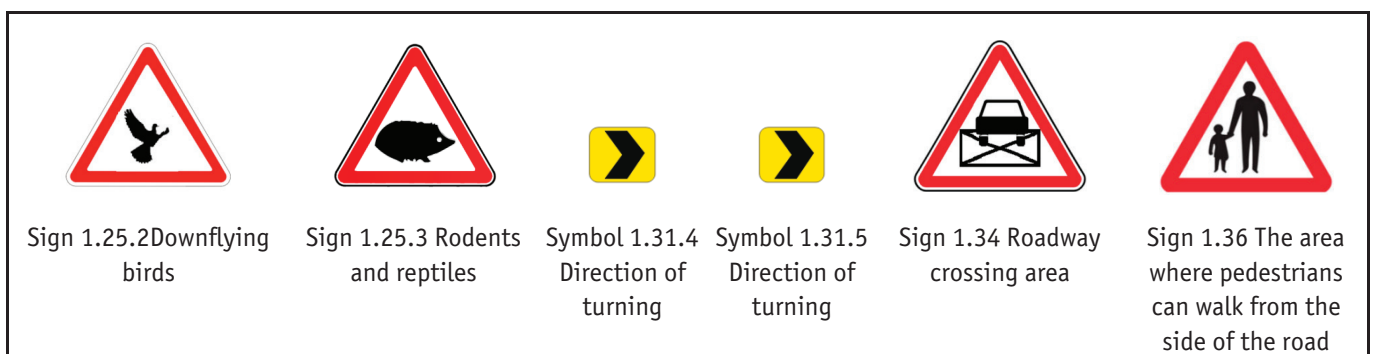 Sign 1.25.2Downflying
birds
Sign 1.25.3 Rodents
and reptiles
Symbol 1.31.4
Direction of
turning
Symbol 1.31.5
Direction of
turning
Sign 1.34 Roadway
crossing area
Sign 1.36 The area
where pedestrians
can walk from the
side of the road